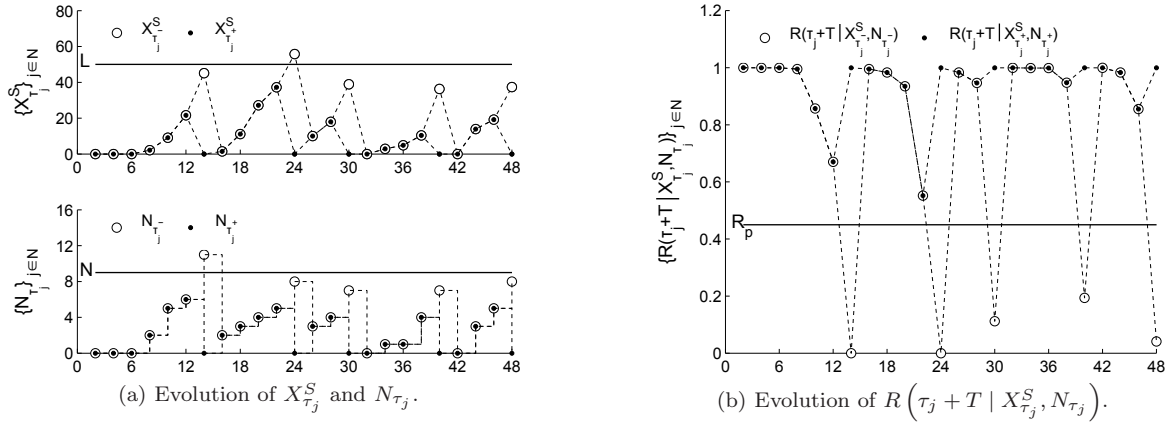 {X^S_{τ_j}}_{j∈N}
80
60
40
20
0
○ X^S_{τ_j^-} • X^S_{τ_j^+}
L
0 6 12 18 24 30 36 42 48
{N_{τ_j}}_{j∈N}
16
12
8
4
0
○ N_{τ_j^-} • N_{τ_j^+}
N
0 6 12 18 24 30 36 42 48
(a) Evolution of X^S_{τ_j} and N_{τ_j}.
{R(τ_j+T | X^S_{τ_j}, N_{τ_j})}_{j∈N}
1.2
1
0.8
0.6
0.4
0.2
0
○ R(τ_j+T | X^S_{τ_j^-}, N_{τ_j^-}) • R(τ_j+T | X^S_{τ_j^+}, N_{τ_j^+})
R_p
0 6 12 18 24 30 36 42 48
(b) Evolution of R (τ_j + T | X^S_{τ_j}, N_{τ_j}).